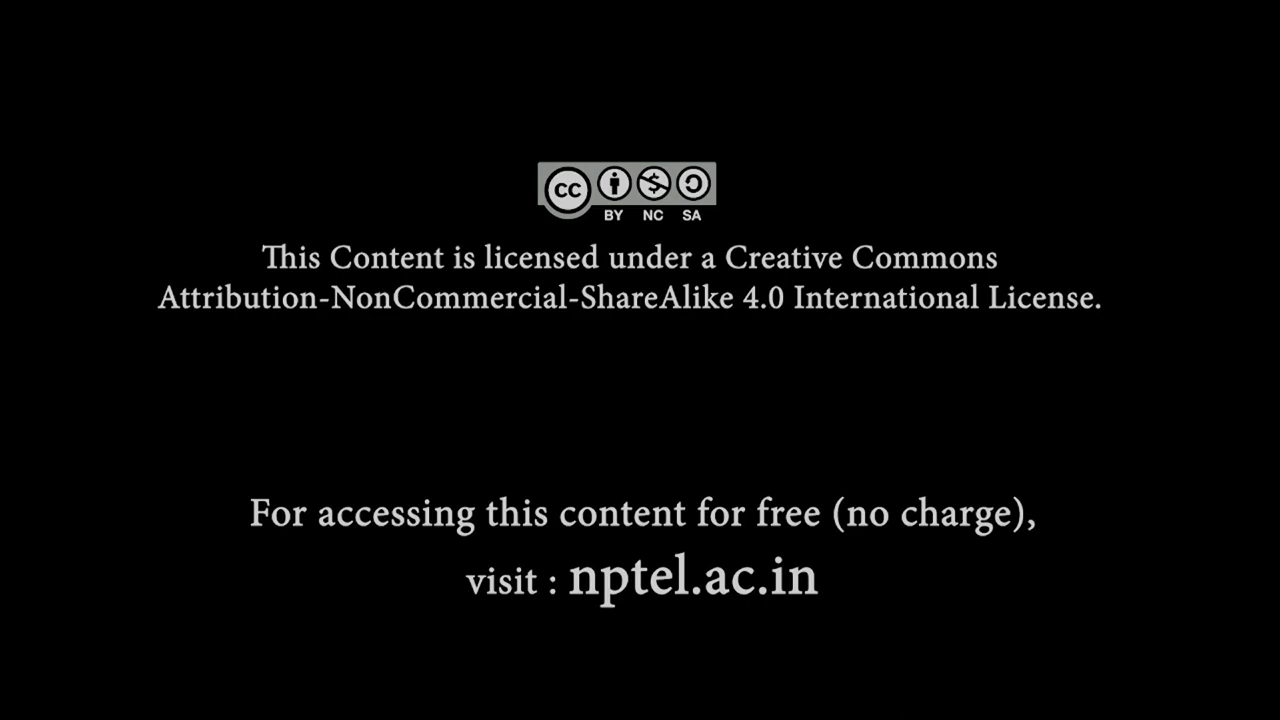 CC BY NC SA
This Content is licensed under a Creative Commons
Attribution-NonCommercial-ShareAlike 4.0 International License.
For accessing this content for free (no charge),
visit : nptel.ac.in